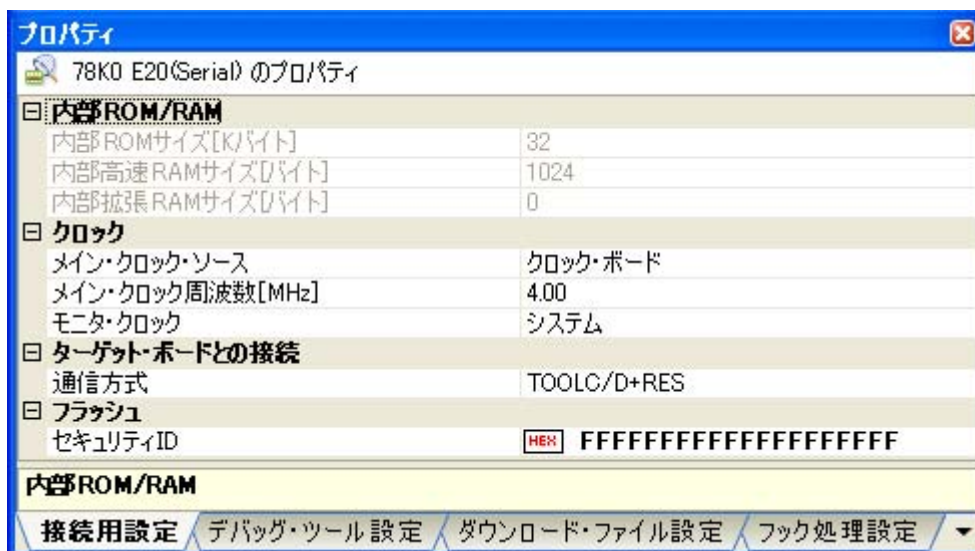 プロパティ
78K0 E20(Serial) のプロパティ
内部ROM/RAM
内部ROMサイズ[Kバイト] 32
内部高速RAMサイズ[バイト] 1024
内部拡張RAMサイズ[バイト] 0
クロック
メイン・クロック・ソース クロック・ボード
メイン・クロック周波数[MHz] 4.00
モニタ・クロック システム
ターゲット・ボードとの接続
通信方式 TOOLC/D+RES
フラッシュ
セキュリティID HEX FFFFFFFFFFFFFFFFFFFF
内部ROM/RAM
接続用設定 デバッグ・ツール設定 ダウンロード・ファイル設定 フック処理設定